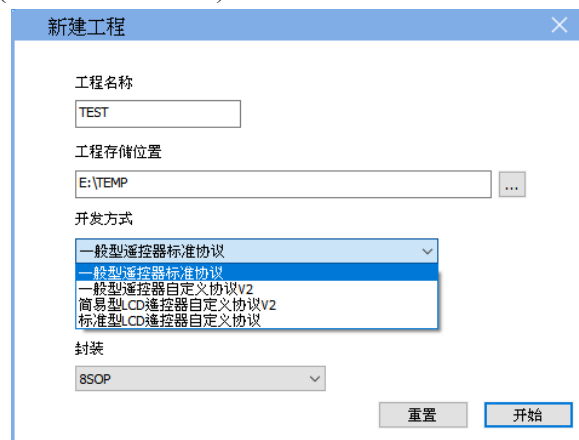 新建工程
工程名称
TEST
工程存储位置
E:\TEMP
...
开发方式
一般型遥控器标准协议
一般型遥控器标准协议
一般型遥控器自定义协议V2
简易型LCD遥控器自定义协议V2
标准型LCD遥控器自定义协议
封装
8SOP
重置 开始